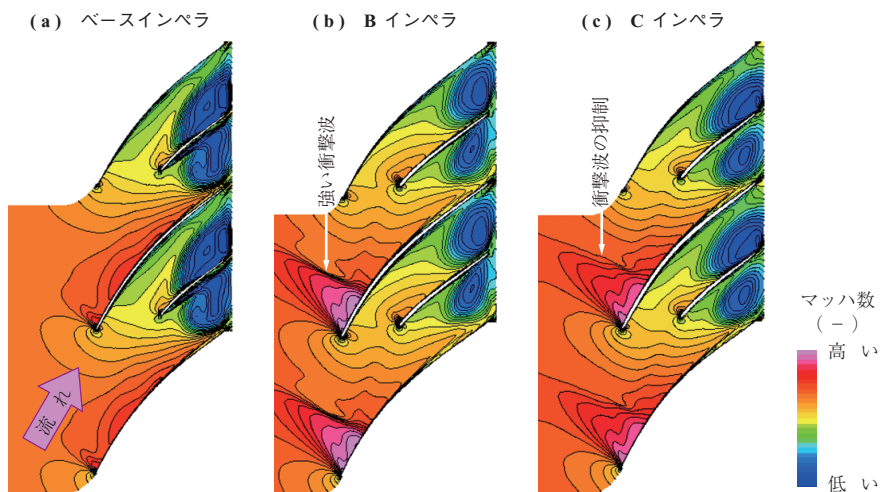 (a) ベースインペラ
(b) B インペラ
(c) C インペラ
強い衝撃波
衝撃波の抑制
流れ
マッハ数
( − )
高 い
低 い